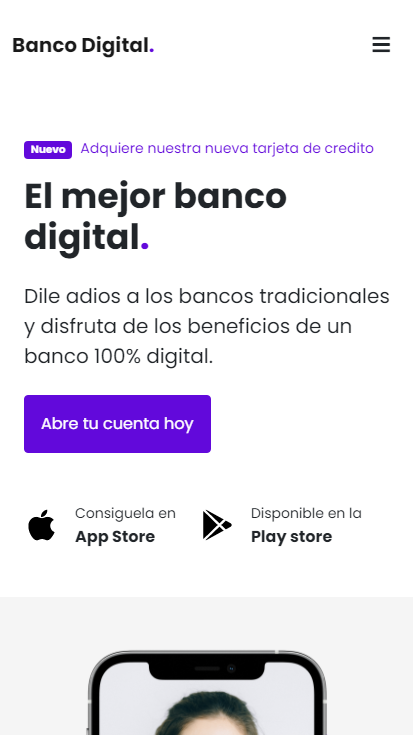 Banco Digital.
Nuevo Adquiere nuestra nueva tarjeta de credito
El mejor banco
digital.
Dile adios a los bancos tradicionales
y disfruta de los beneficios de un
banco 100% digital.
Abre tu cuenta hoy
Consiguela en
App Store
Disponible en la
Play store